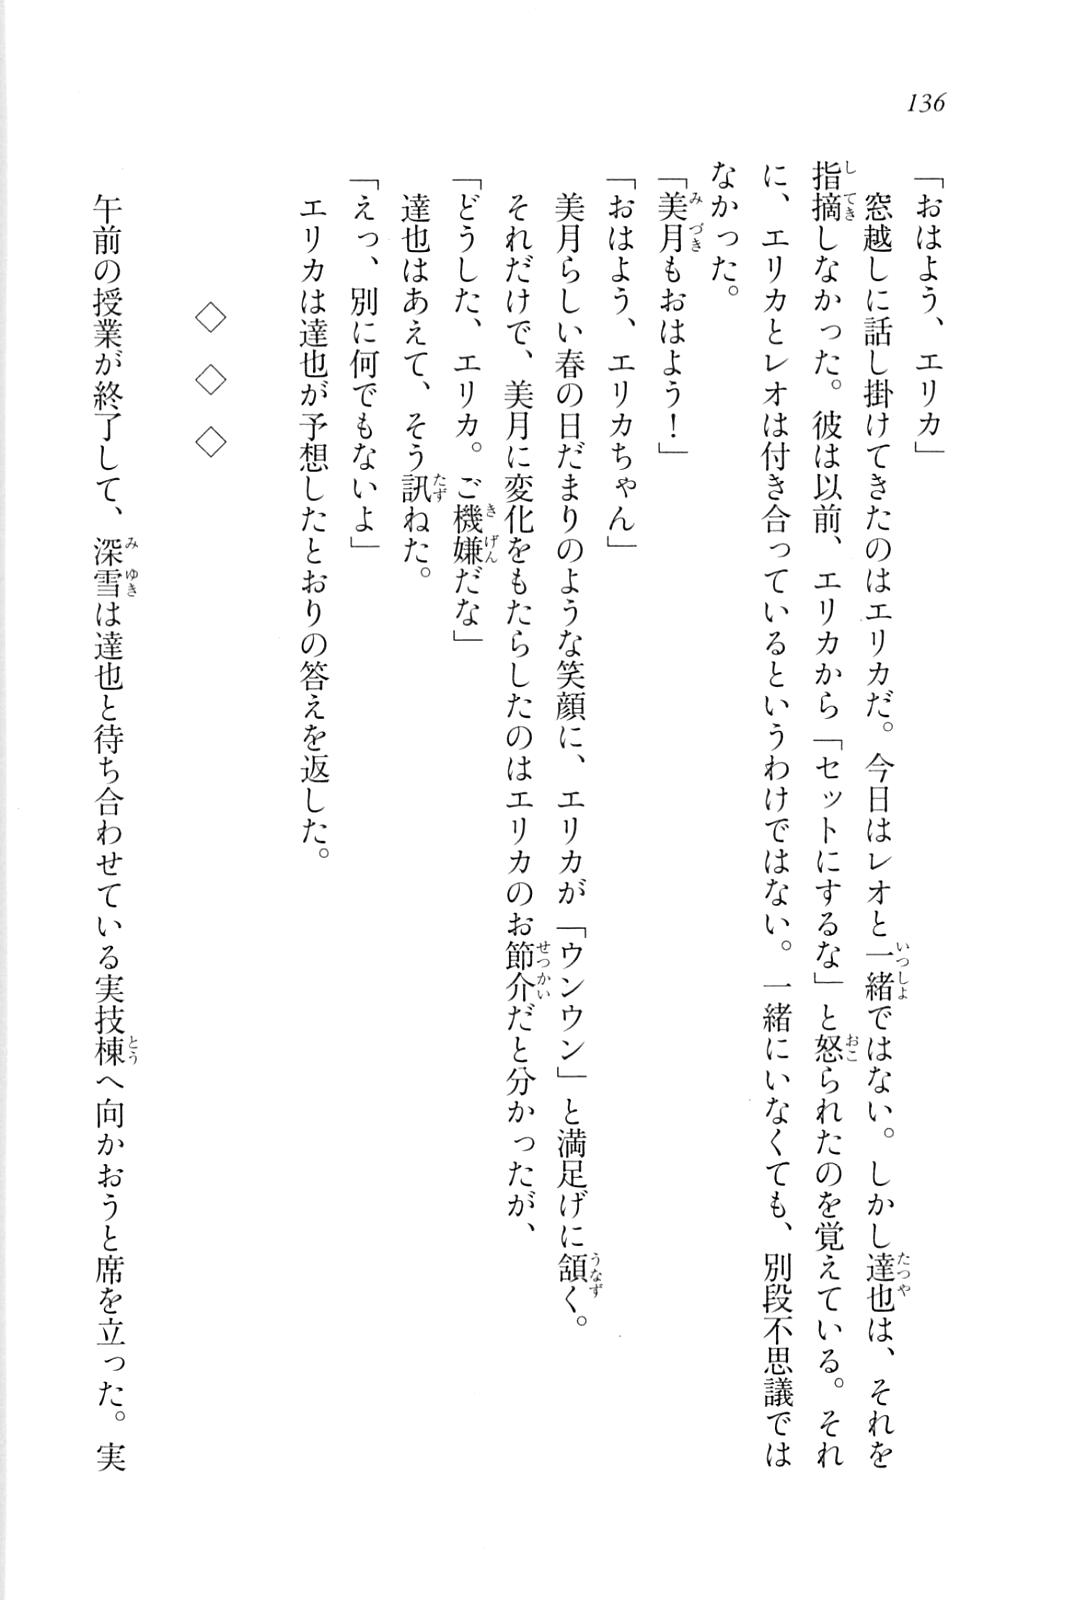 136
「おはよう、エリカ」
　窓越しに話し掛けてきたのはエリカだ。今日はレオと一緒ではない。しかし達也は、それを
指摘しなかった。彼は以前、エリカから「セットにするな」と怒られたのを覚えている。それ
に、エリカとレオは付き合っているというわけではない。一緒にいなくても、別段不思議では
なかった。
「美月もおはよう！」
「おはよう、エリカちゃん」
　美月らしい春の日だまりのような笑顔に、エリカが「ウンウン」と満足げに頷く。
　それだけで、美月に変化をもたらしたのはエリカのお節介だと分かったが、
「どうした、エリカ。ご機嫌だな」
　達也はあえて、そう訊ねた。
「えっ、別に何でもないよ」
　エリカは達也が予想したとおりの答えを返した。
◇　◇　◇
　午前の授業が終了して、深雪は達也と待ち合わせている実技棟へ向かおうと席を立った。実